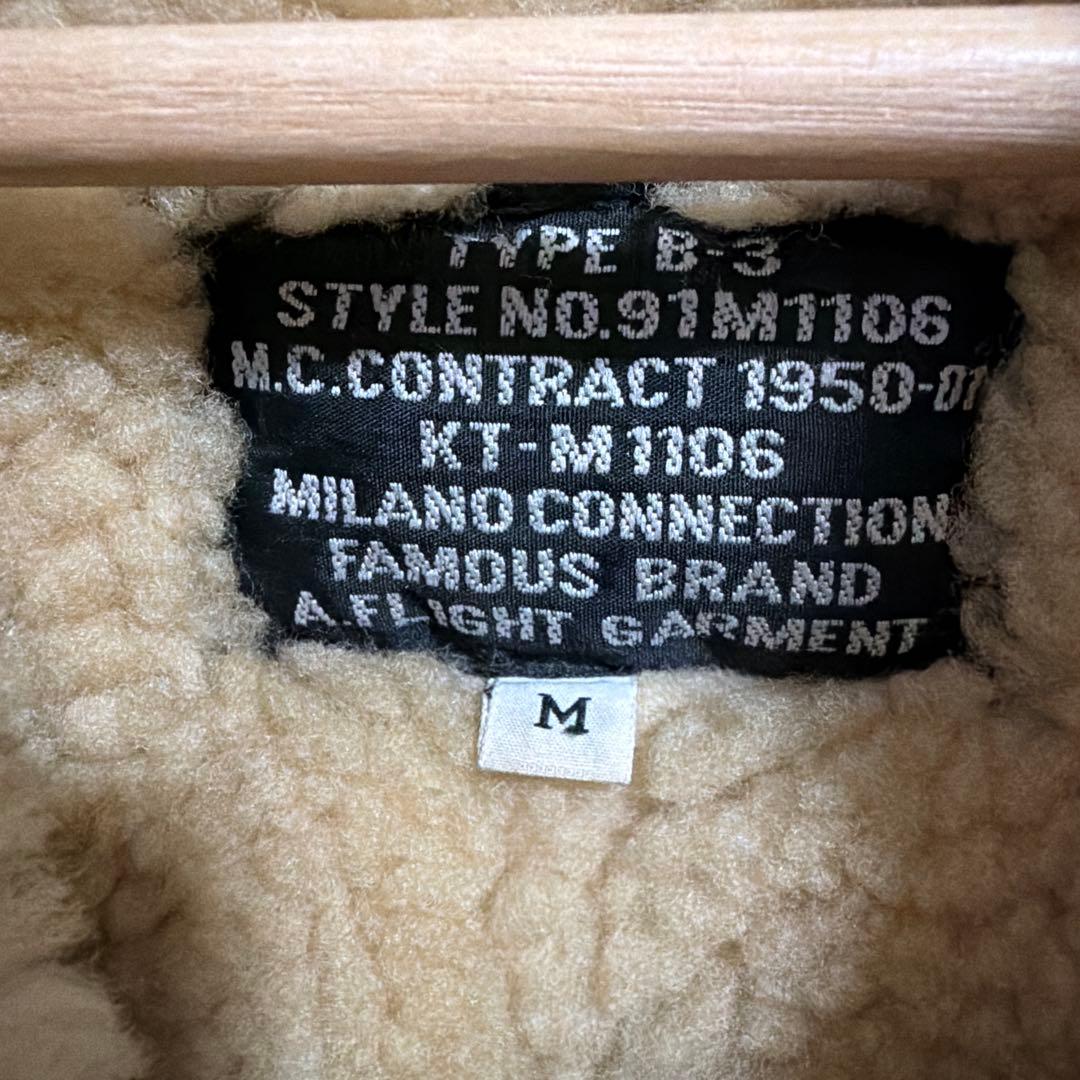 TYPE B-3
STYLE NO.91M1106
M.C.CONTRACT 1950-01
KT-M1106
MILANO CONNECTION
FAMOUS BRAND
A.FLIGHT GARMENT
M